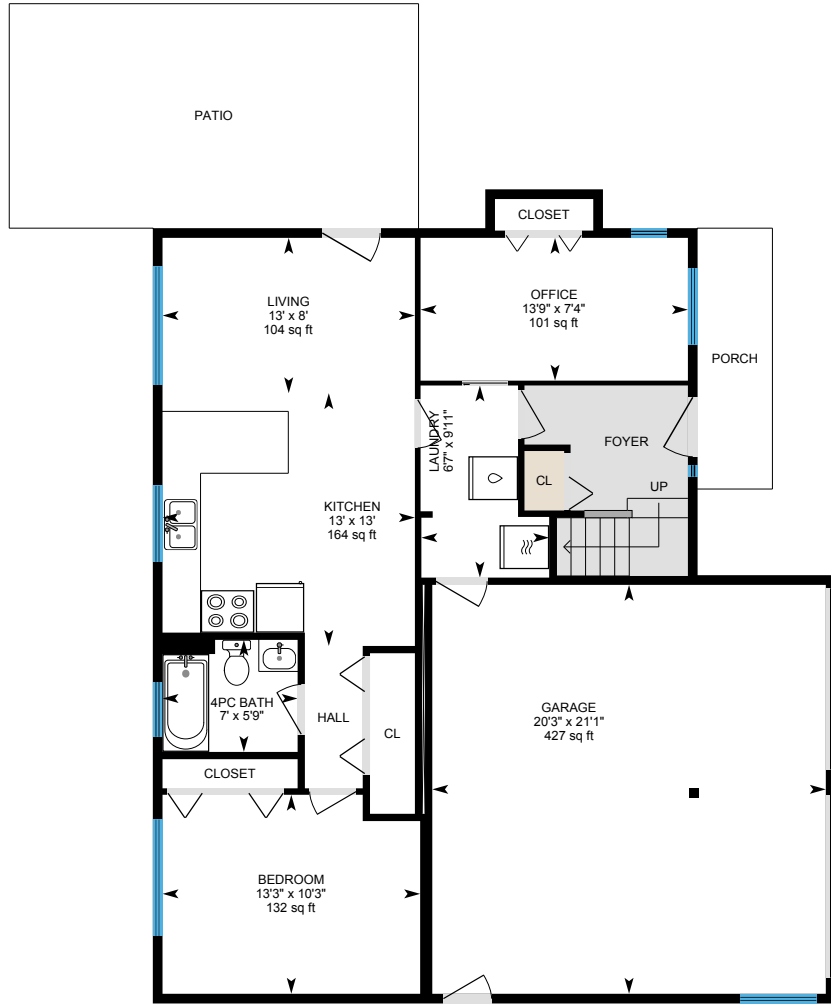 PATIO
CLOSET
LIVING
13' x 8'
104 sq ft
OFFICE
13'9" x 7'4"
101 sq ft
PORCH
LAUNDRY
6'7" x 9'11"
FOYER
CL
UP
KITCHEN
13' x 13'
164 sq ft
4PC BATH
7' x 5'9"
HALL
CL
GARAGE
20'3" x 21'1"
427 sq ft
CLOSET
BEDROOM
13'3" x 10'3"
132 sq ft